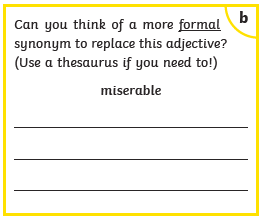 b
Can you think of a more formal
synonym to replace this adjective?
(Use a thesaurus if you need to!)
miserable